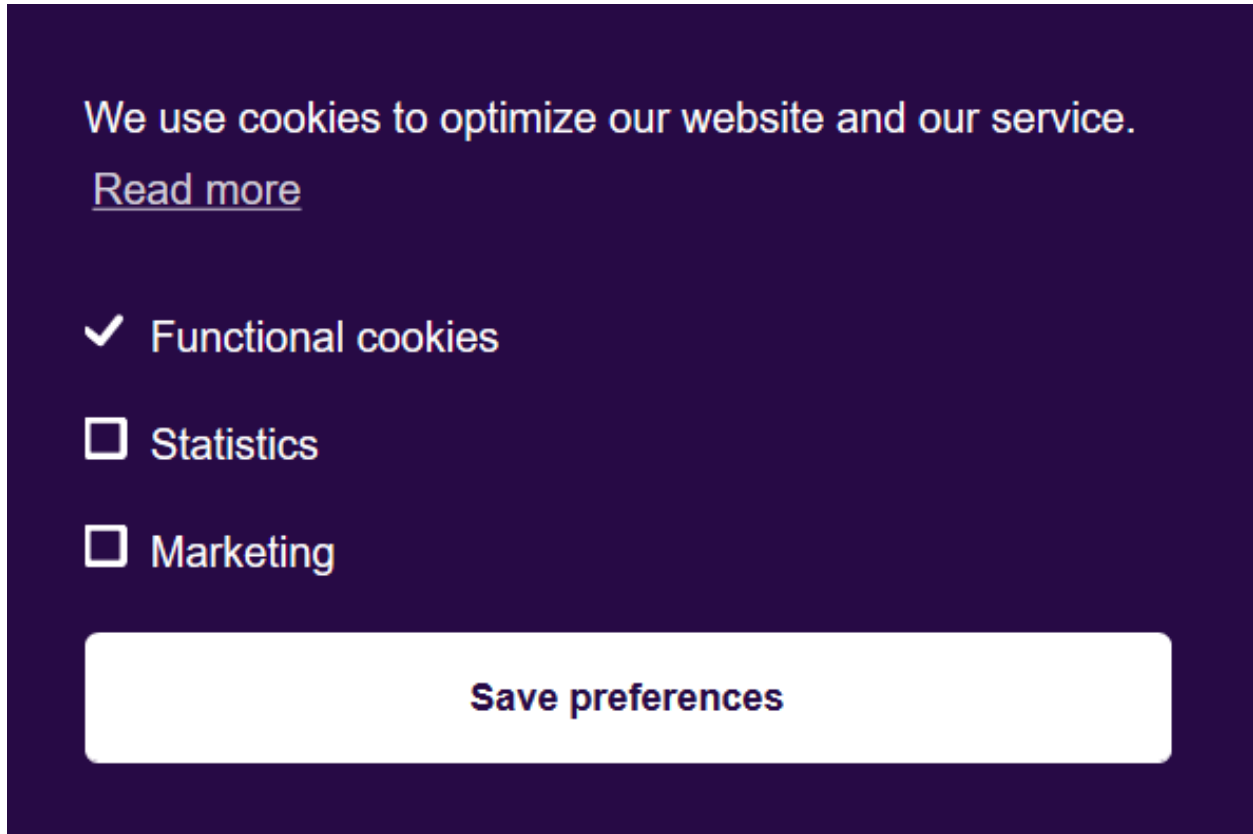 We use cookies to optimize our website and our service.
Read more
Functional cookies
Statistics
Marketing
Save preferences